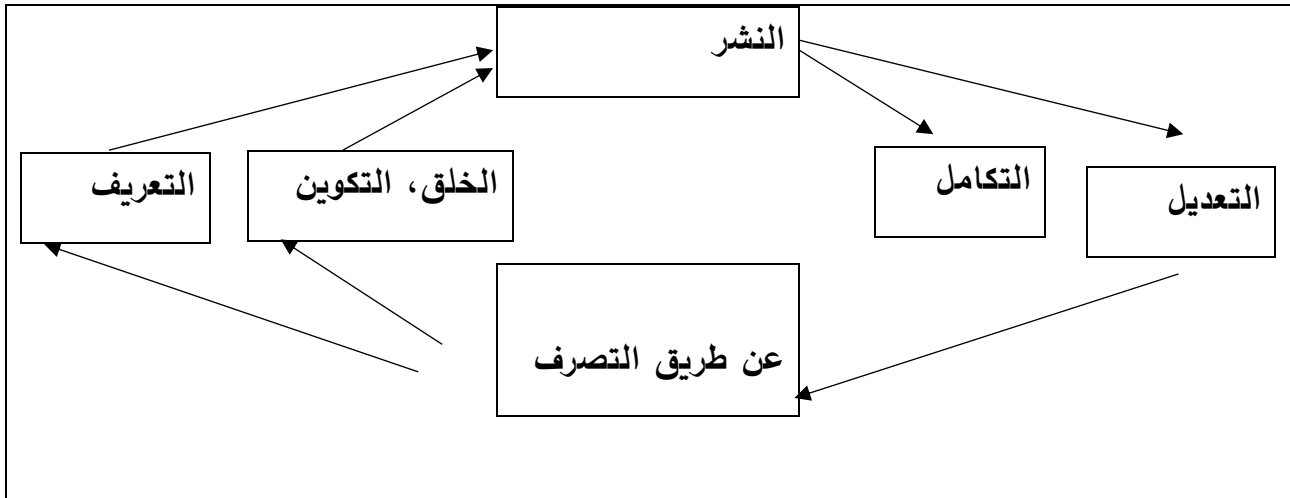 النشر
التكامل
التعديل
الخلق، التكوين
التعريف
عن طريق التصرف